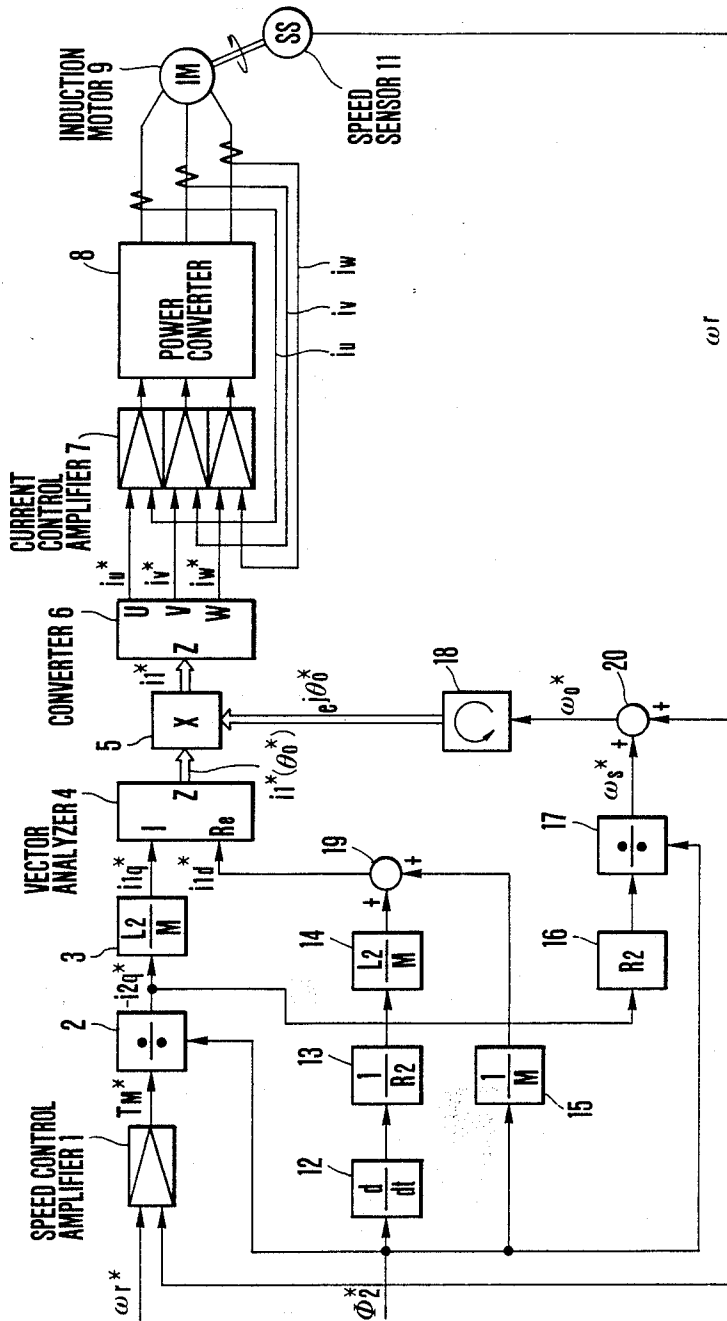 SPEED CONTROL
AMPLIFIER 1
ωr*
TM*
2
-i2q*
3
L2
M
i1q*
VECTOR
ANALYZER 4
I
Z
Re
i1d*
i1*(θ0*)
5
X
i1*
CONVERTER 6
Z
U
V
W
iu*
iv*
iw*
CURRENT
CONTROL
AMPLIFIER 7
8
POWER
CONVERTER
iu
iv
iw
INDUCTION
MOTOR 9
IM
SS
SPEED
SENSOR 11
Φ2*
12
d
dt
13
1
R2
14
L2
M
19
+
+
1
M
15
16
R2
17
ωs*
+
20
+
ω0*
18
ejθ0*
ωr